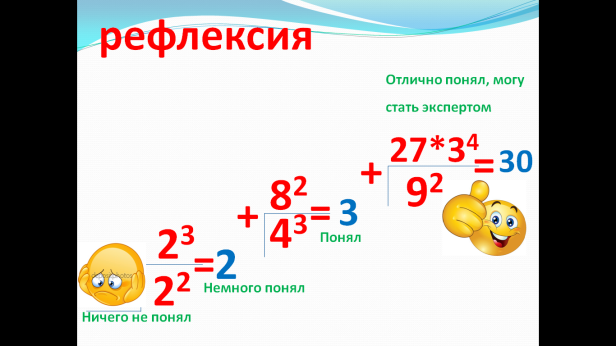 рефлексия
Отлично понял, могу
стать экспертом
+ 27*3⁴ / 9² = 30
+ 8² / 4³ = 3
Понял
2³ / 2² = 2
Немного понял
Ничего не понял